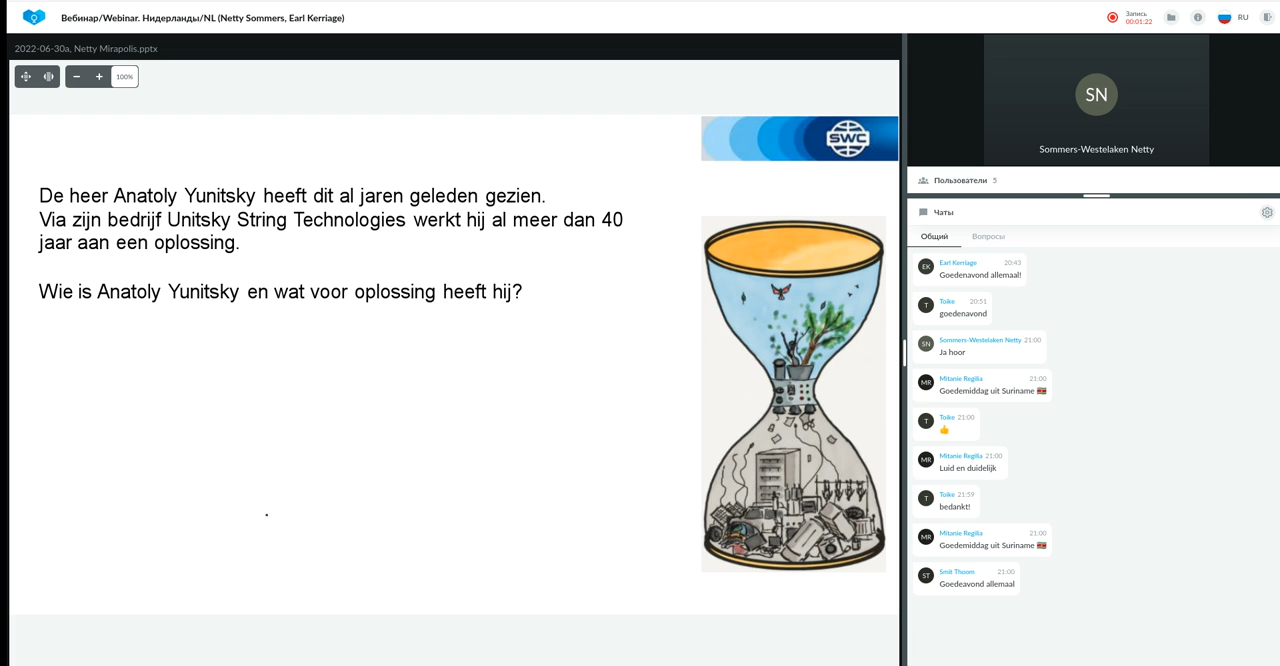 Вебинар/Webinar. Нидерланды/NL (Netty Sommers, Earl Kerriage)
Запись
00:01:22
RU
2022-06-30a, Netty Mirapolis.pptx
100%
SWC
De heer Anatoly Yunitsky heeft dit al jaren geleden gezien.
Via zijn bedrijf Unitsky String Technologies werkt hij al meer dan 40
jaar aan een oplossing.
Wie is Anatoly Yunitsky en wat voor oplossing heeft hij?
SN
Sommers-Westelaken Netty
Пользователи 5
Чаты
Общий Вопросы
EK Earl Kerriage 20:43
Goedenavond allemaal!
T Toike 20:51
goedenavond
SN Sommers-Westelaken Netty 21:00
Ja hoor
MR Mitanie Regilia 21:00
Goedemiddag uit Suriname 🇸🇷
T Toike 21:00
👍
MR Mitanie Regilia 21:00
Luid en duidelijk
T Toike 21:59
bedankt!
MR Mitanie Regilia 21:00
Goedemiddag uit Suriname 🇸🇷
ST Smit Thoom 21:00
Goedeavond allemaal